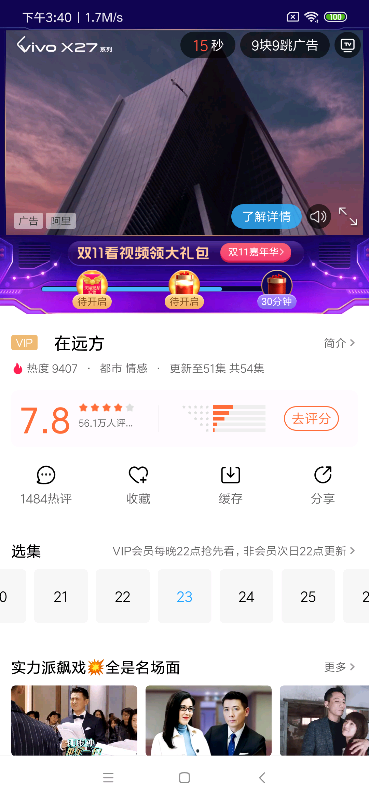 下午3:40 | 1.7M/s
100
vivo X27 系列
15秒
9块9跳广告
TV
广告
阿里
了解详情
双11看视频领大礼包
双11嘉年华>
待开启
待开启
30分钟
VIP
在远方
简介>
热度 9407 · 都市 情感 · 更新至51集 共54集
7.8
56.1万人评...
去评分
1484热评
收藏
缓存
分享
选集
VIP会员每晚22点抢先看, 非会员次日22点更新>
0
21
22
23
24
25
2
实力派飙戏💥全是名场面
更多>